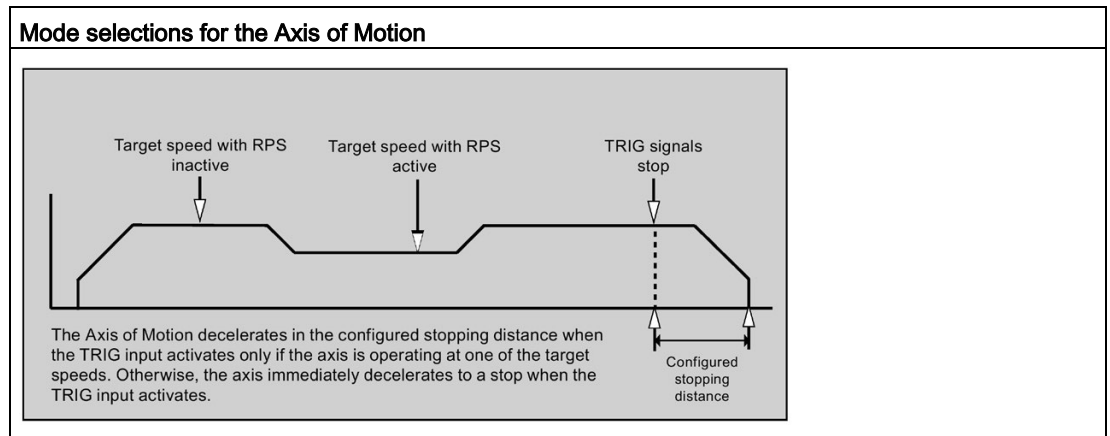 Mode selections for the Axis of Motion
Target speed with RPS
inactive
Target speed with RPS
active
TRIG signals
stop
The Axis of Motion decelerates in the configured stopping distance when
the TRIG input activates only if the axis is operating at one of the target
speeds. Otherwise, the axis immediately decelerates to a stop when the
TRIG input activates.
Configured
stopping
distance